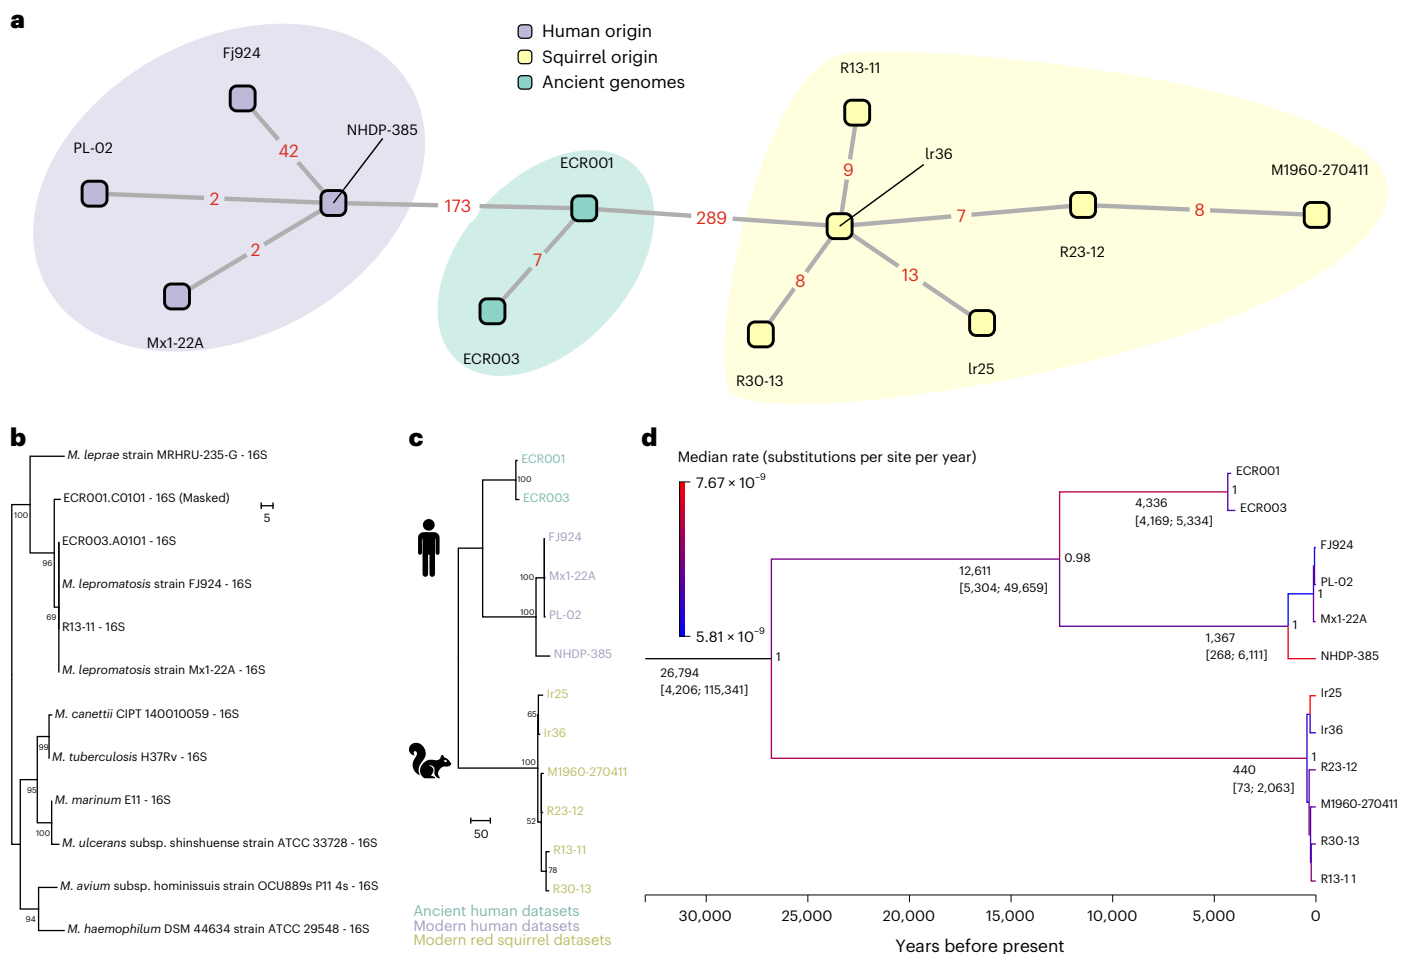 a
Human origin
Squirrel origin
Ancient genomes
Fj924
PL-02
NHDP-385
Mx1-22A
42
2
2
173
ECR001
7
ECR003
289
R13-11
lr36
M1960-270411
9
7
8
R23-12
8
13
R30-13
lr25
b
M. leprae strain MRHRU-235-G - 16S
ECR001.C0101 - 16S (Masked)
ECR003.A0101 - 16S
M. lepromatosis strain FJ924 - 16S
R13-11 - 16S
M. lepromatosis strain Mx1-22A - 16S
M. canettii CIPT 140010059 - 16S
M. tuberculosis H37Rv - 16S
M. marinum E11 - 16S
M. ulcerans subsp. shinshuense strain ATCC 33728 - 16S
M. avium subsp. hominissuis strain OCU889s P11 4s - 16S
M. haemophilum DSM 44634 strain ATCC 29548 - 16S
100
96
69
99
95
100
94
5
c
ECR001
ECR003
FJ924
Mx1-22A
PL-02
NHDP-385
Ir25
Ir36
M1960-270411
R23-12
R13-11
R30-13
100
100
100
65
100
52
78
50
Ancient human datasets
Modern human datasets
Modern red squirrel datasets
d
Median rate (substitutions per site per year)
7.67 × 10⁻⁹
5.81 × 10⁻⁹
ECR001
ECR003
FJ924
PL-02
Mx1-22A
NHDP-385
Ir25
Ir36
R23-12
M1960-270411
R30-13
R13-11
4,336
[4,169; 5,334]
1
12,611
[5,304; 49,659]
0.98
1
1,367
[268; 6,111]
1
26,794
[4,206; 115,341]
1
440
[73; 2,063]
1
30,000
25,000
20,000
15,000
10,000
5,000
0
Years before present